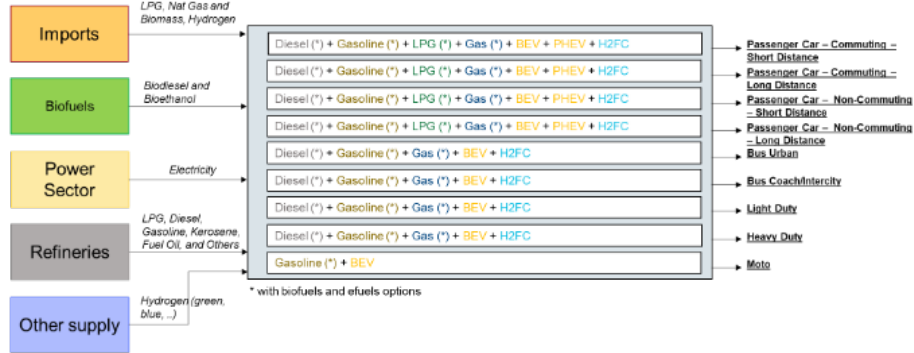 LPG, Nat Gas and
Biomass, Hydrogen
Imports
Biofuels
Biodiesel and
Bioethanol
Power
Sector
Electricity
Refineries
LPG, Diesel,
Gasoline, Kerosene,
Fuel Oil, and Others
Other supply
Hydrogen (green,
blue, ..)
Diesel (*) + Gasoline (*) + LPG (*) + Gas (*) + BEV + PHEV + H2FC
Diesel (*) + Gasoline (*) + LPG (*) + Gas (*) + BEV + PHEV + H2FC
Diesel (*) + Gasoline (*) + LPG (*) + Gas (*) + BEV + PHEV + H2FC
Diesel (*) + Gasoline (*) + LPG (*) + Gas (*) + BEV + PHEV + H2FC
Diesel (*) + Gasoline (*) + Gas (*) + BEV + H2FC
Diesel (*) + Gasoline (*) + Gas (*) + BEV + H2FC
Diesel (*) + Gasoline (*) + Gas (*) + BEV + H2FC
Diesel (*) + Gasoline (*) + Gas (*) + BEV + H2FC
Gasoline (*) + BEV
* with biofuels and efuels options
Passenger Car – Commuting –
Short Distance
Passenger Car – Commuting –
Long Distance
Passenger Car – Non-Commuting
– Short Distance
Passenger Car – Non-Commuting
– Long Distance
Bus Urban
Bus Coach/Intercity
Light Duty
Heavy Duty
Moto